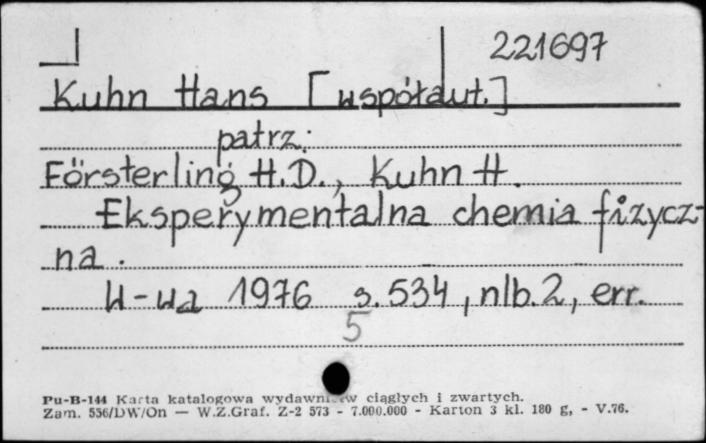 221697
Kuhn Hans [współaut.]
patrz:
Försterling H.D., Kuhn H.
Eksperymentalna chemia fizycz-
na.
W-wa 1976 s. 534, nlb. 2, err.
5
Pu-B-144 Karta katalogowa wydawnictw ciągłych i zwartych.
Zam. 556/DW/On — W.Z.Graf. Z-2 573 - 7.000.000 - Karton 3 kl. 180 g, - V.76.